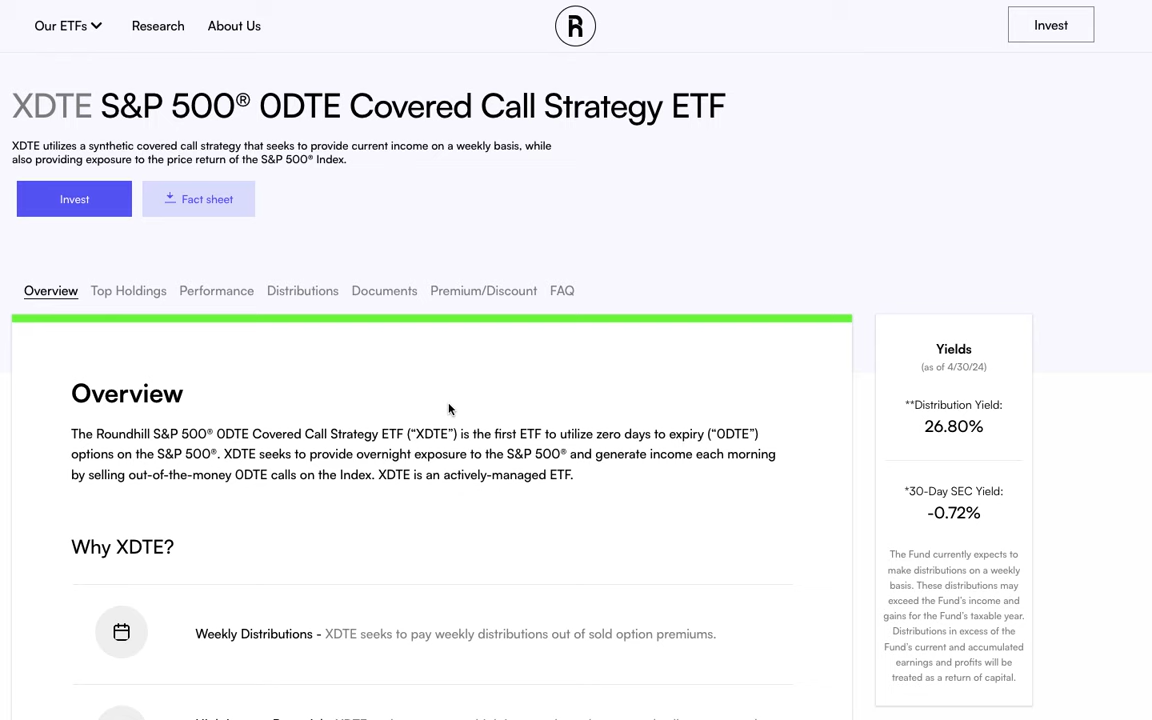 Our ETFs
Research
About Us
R
Invest
XDTE S&P 500® 0DTE Covered Call Strategy ETF
XDTE utilizes a synthetic covered call strategy that seeks to provide current income on a weekly basis, while
also providing exposure to the price return of the S&P 500® Index.
Invest
Fact sheet
Overview
Top Holdings
Performance
Distributions
Documents
Premium/Discount
FAQ
Overview
The Roundhill S&P 500® 0DTE Covered Call Strategy ETF (“XDTE”) is the first ETF to utilize zero days to expiry (“0DTE”)
options on the S&P 500®. XDTE seeks to provide overnight exposure to the S&P 500® and generate income each morning
by selling out-of-the-money 0DTE calls on the Index. XDTE is an actively-managed ETF.
Why XDTE?
Weekly Distributions - XDTE seeks to pay weekly distributions out of sold option premiums.
Yields
(as of 4/30/24)
**Distribution Yield:
26.80%
*30-Day SEC Yield:
-0.72%
The Fund currently expects to
make distributions on a weekly
basis. These distributions may
exceed the Fund's income and
gains for the Fund's taxable year.
Distributions in excess of the
Fund's current and accumulated
earnings and profits will be
treated as a return of capital.